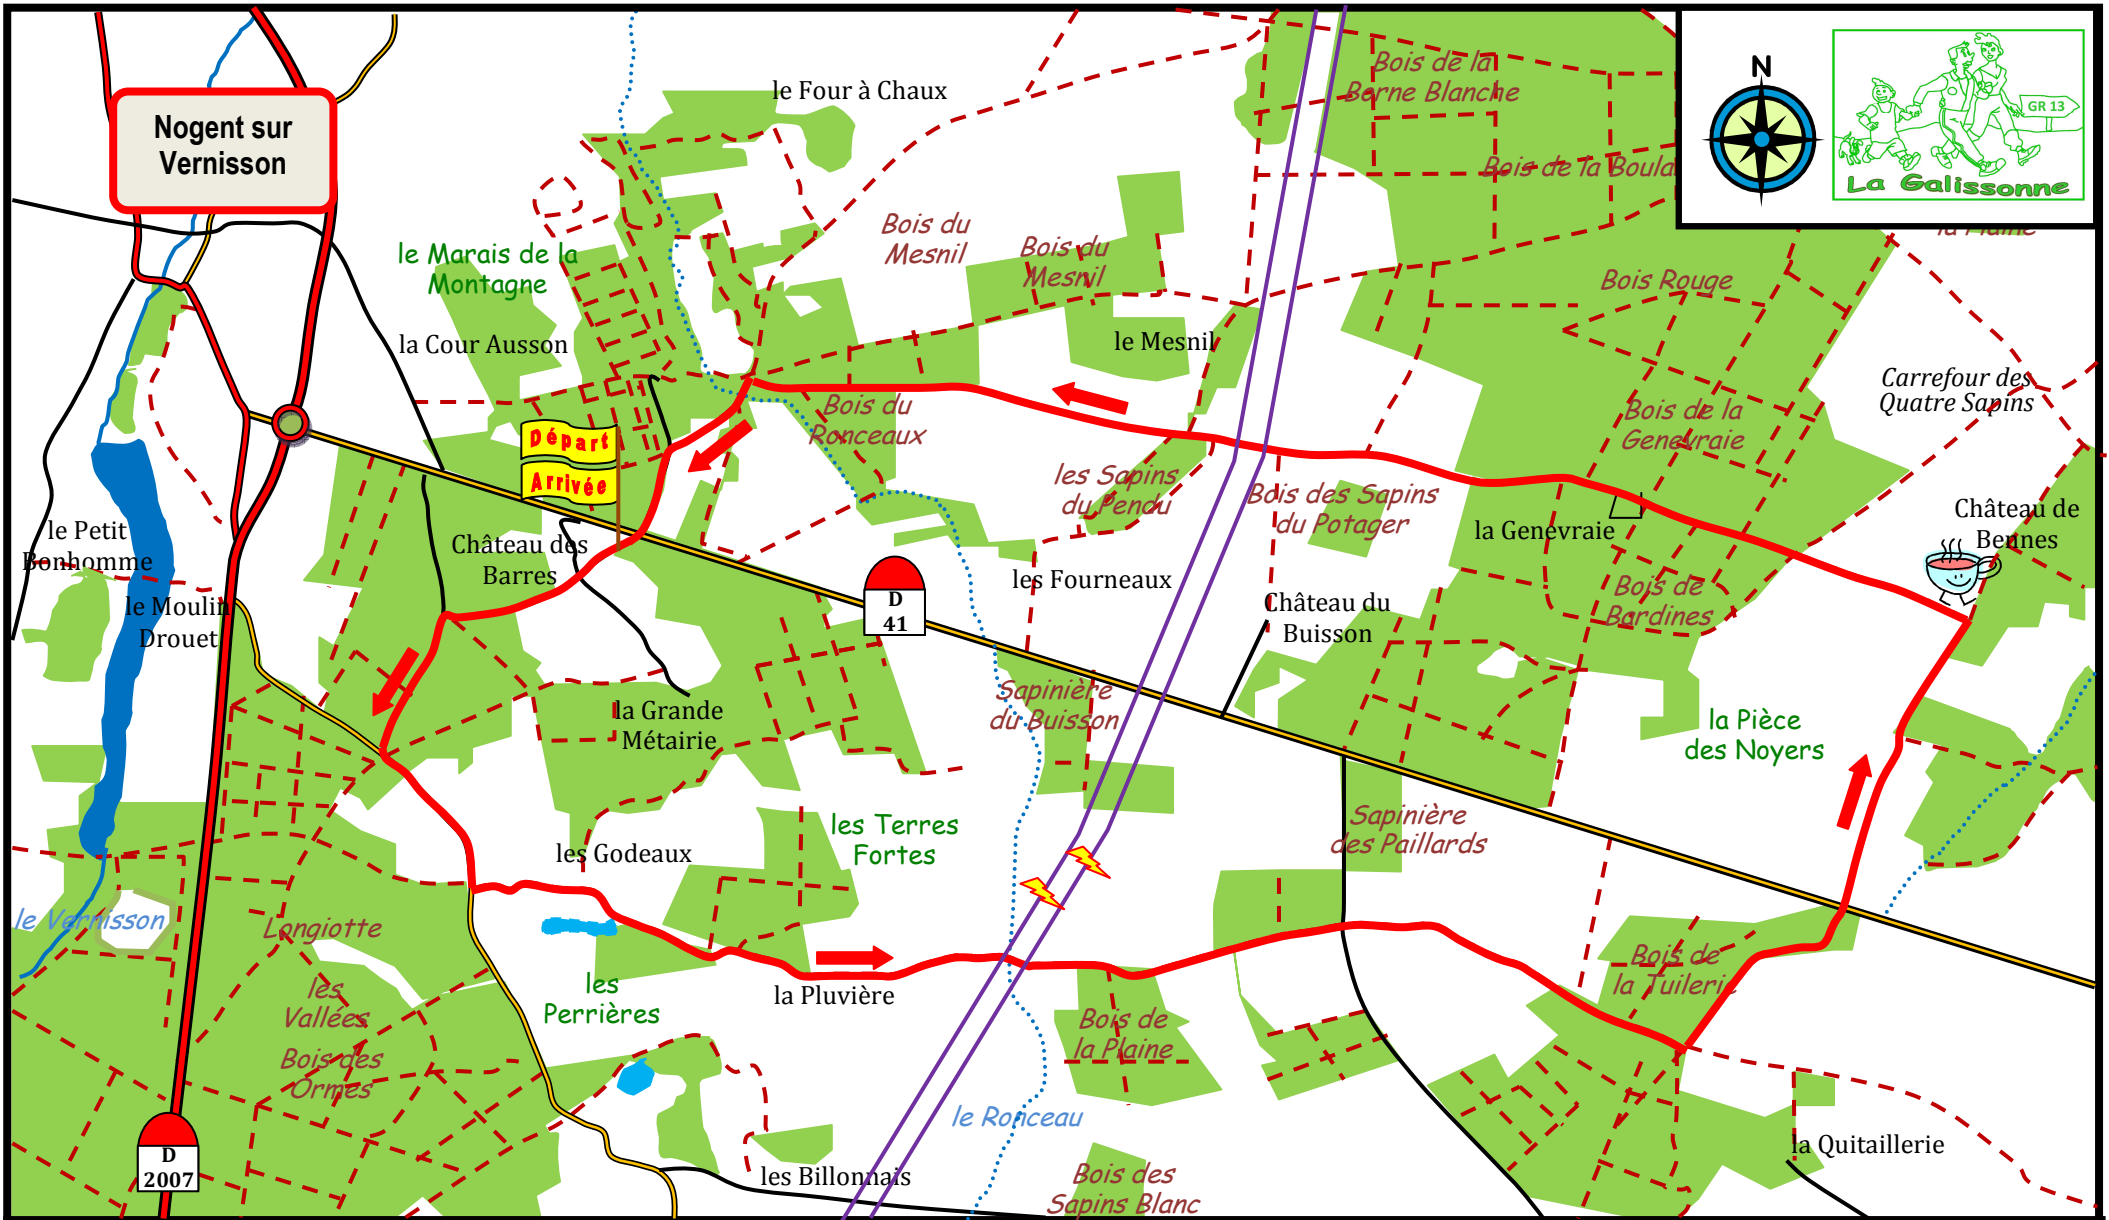 Nogent sur
Vernisson
le Four à Chaux
Bois de la
Borne Blanche
N
GR 13
La Galissonne
Bois de la Boula
la Plaine
le Marais de la
Montagne
Bois du
Mesnil
Bois du
Mesnil
Bois Rouge
la Cour Ausson
le Mesnil
Carrefour des
Quatre Sapins
Départ
Arrivée
Bois du
Ronceaux
Bois de la
Genevraie
les Sapins
du Pendu
Bois des Sapins
du Potager
la Genevraie
Château de
Bennes
le Petit
Bonhomme
Château des
Barres
les Fourneaux
D
41
Château du
Buisson
Bois de
Bardines
le Moulin
Drouet
la Grande
Métairie
Sapinière
du Buisson
la Pièce
des Noyers
les Godeaux
les Terres
Fortes
Sapinière
des Paillards
le Vernisson
Longiotte
les
Vallées
les
Perrières
la Pluvière
Bois de
la Tuilerie
Bois des
Ormes
Bois de
la Plaine
le Ronceau
D
2007
les Billonnais
Bois des
Sapins Blanc
la Quitaillerie